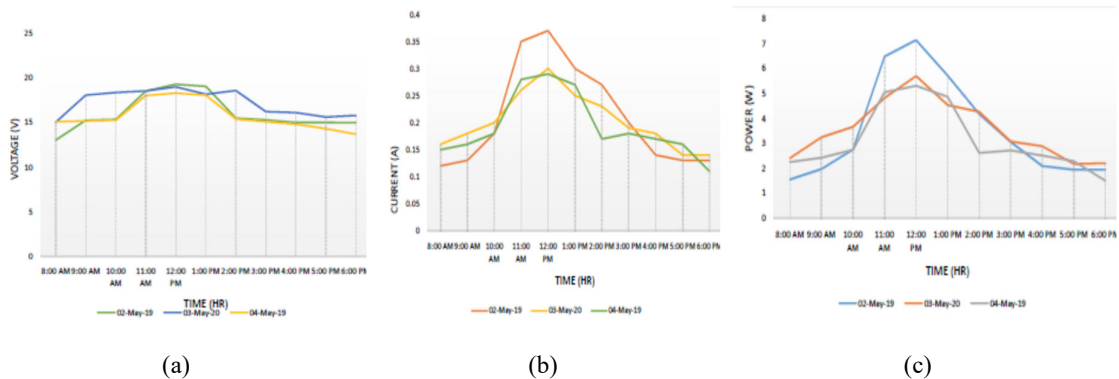 25
20
15
10
5
0
VOLTAGE (V)
8:00 AM 9:00 AM 10:00 AM 11:00 AM 12:00 PM 1:00 PM 2:00 PM 3:00 PM 4:00 PM 5:00 PM 6:00 PM
TIME (HR)
02-May-19 03-May-20 04-May-19
(a)
0.4
0.35
0.3
0.25
0.2
0.15
0.1
0.05
0
CURRENT (A)
8:00 AM 9:00 AM 10:00 AM 11:00 AM 12:00 PM 1:00 PM 2:00 PM 3:00 PM 4:00 PM 5:00 PM 6:00 PM
TIME (HR)
02-May-19 03-May-20 04-May-19
(b)
8
7
6
5
4
3
2
1
0
POWER (W)
8:00 AM 9:00 AM 10:00 AM 11:00 AM 12:00 PM 1:00 PM 2:00 PM 3:00 PM 4:00 PM 5:00 PM 6:00 PM
TIME (HR)
02-May-19 03-May-20 04-May-19
(c)